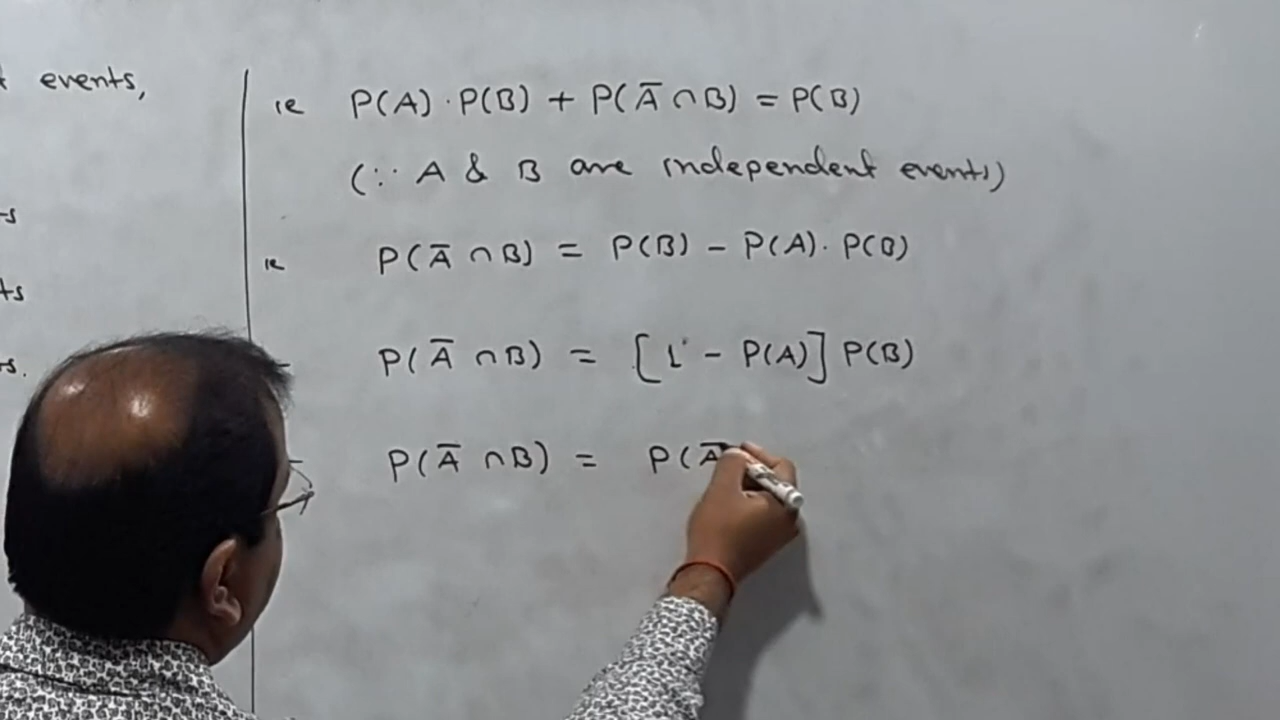 events,
ie P(A) · P(B) + P(A̅ ∩ B) = P(B)
(∵ A & B are independent events)
ie P(A̅ ∩ B) = P(B) - P(A) · P(B)
P(A̅ ∩ B) = [1 - P(A)] P(B)
P(A̅ ∩ B) = P(A̅